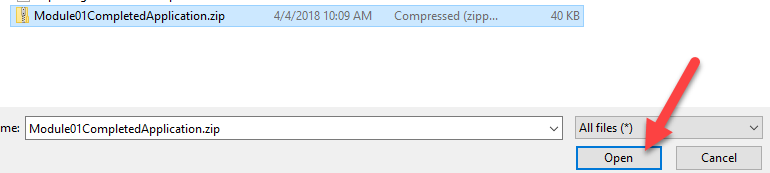 Module01CompletedApplication.zip 4/4/2018 10:09 AM Compressed (zipp... 40 KB
me: Module01CompletedApplication.zip All files (*)
Open Cancel